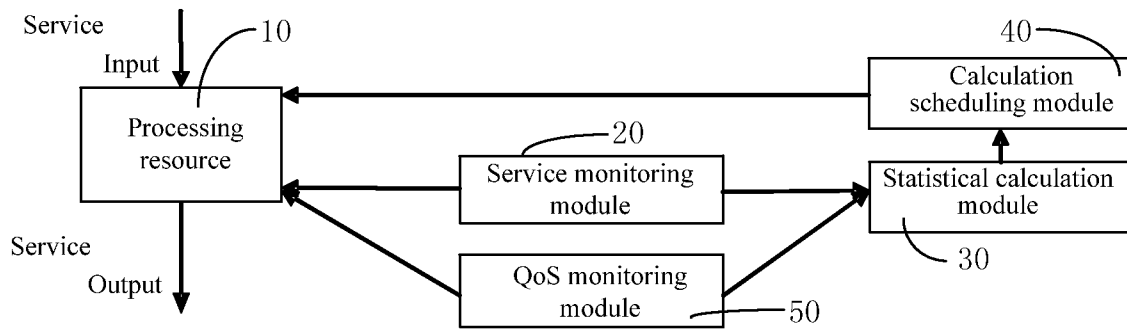 Service
10
40
Input
Calculation
scheduling module
Processing
resource
20
Service monitoring
module
Statistical calculation
module
Service
30
Output
QoS monitoring
module
50